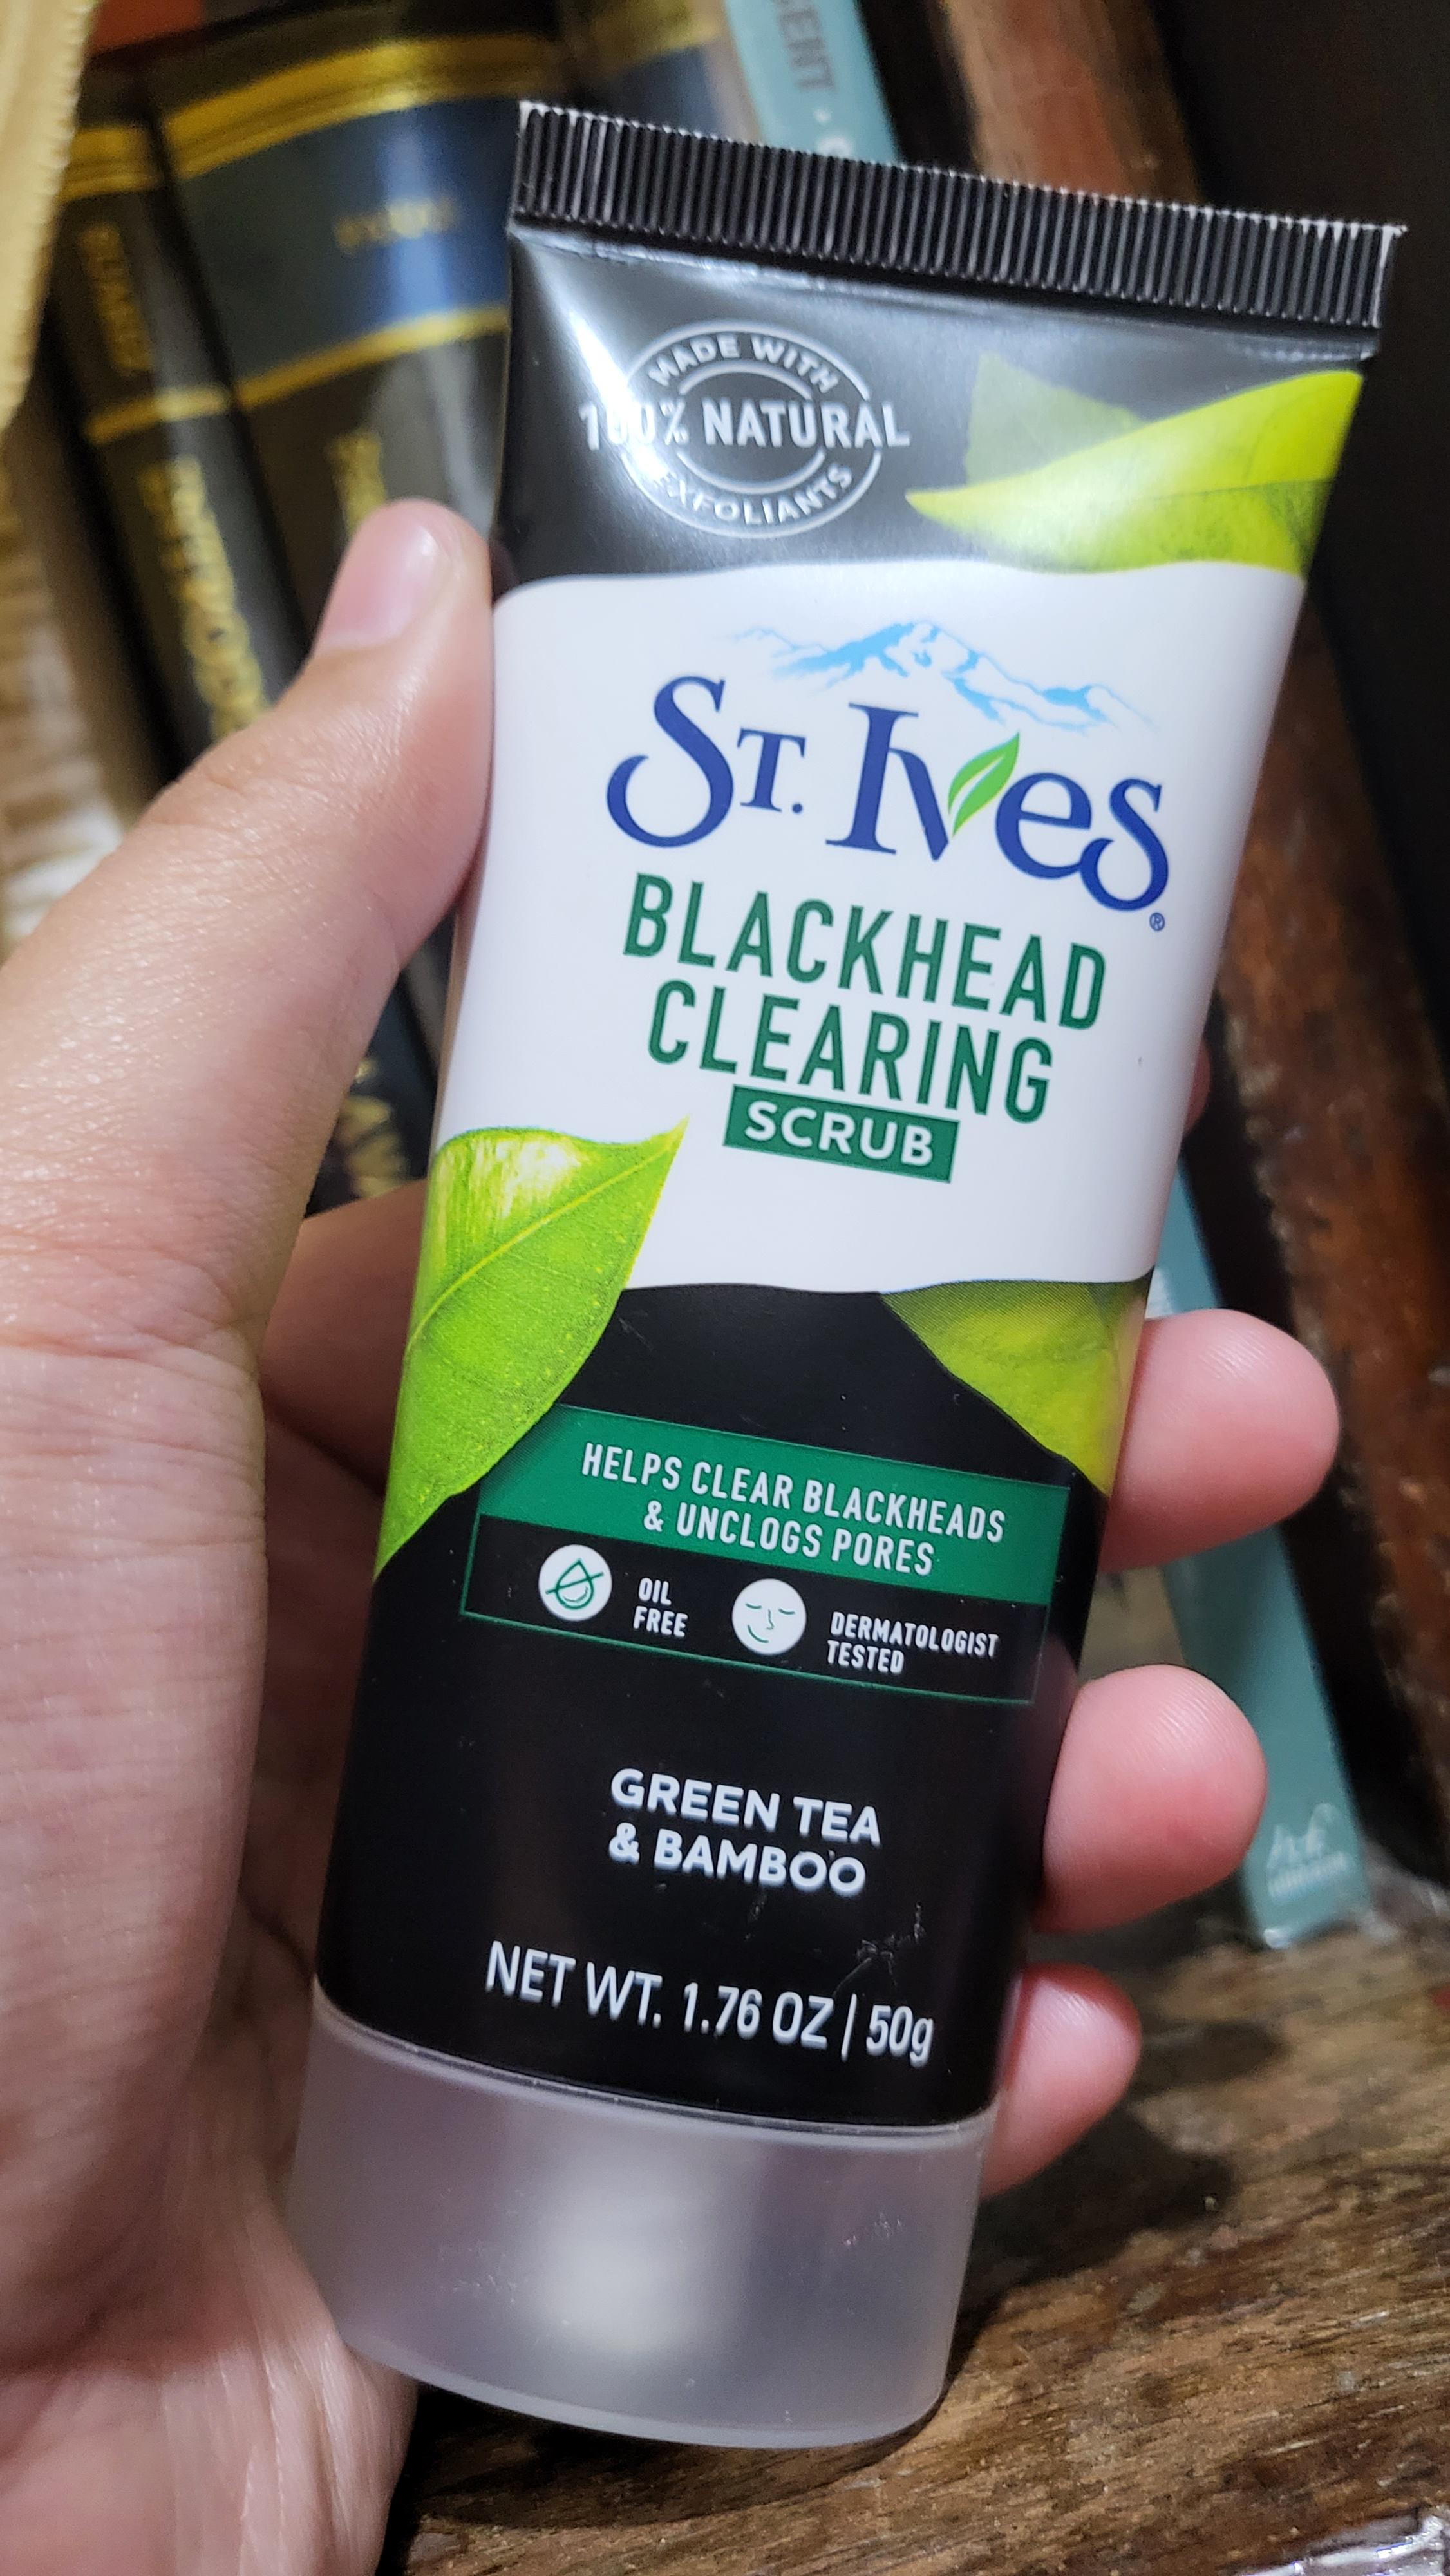 SENT
MADE WITH
100% NATURAL
EXFOLIANTS
ST. IVES®
BLACKHEAD
CLEARING
SCRUB
HELPS CLEAR BLACKHEADS
& UNCLOGS PORES
OIL
FREE
DERMATOLOGIST
TESTED
GREEN TEA
& BAMBOO
NET WT. 1.76 OZ | 50g